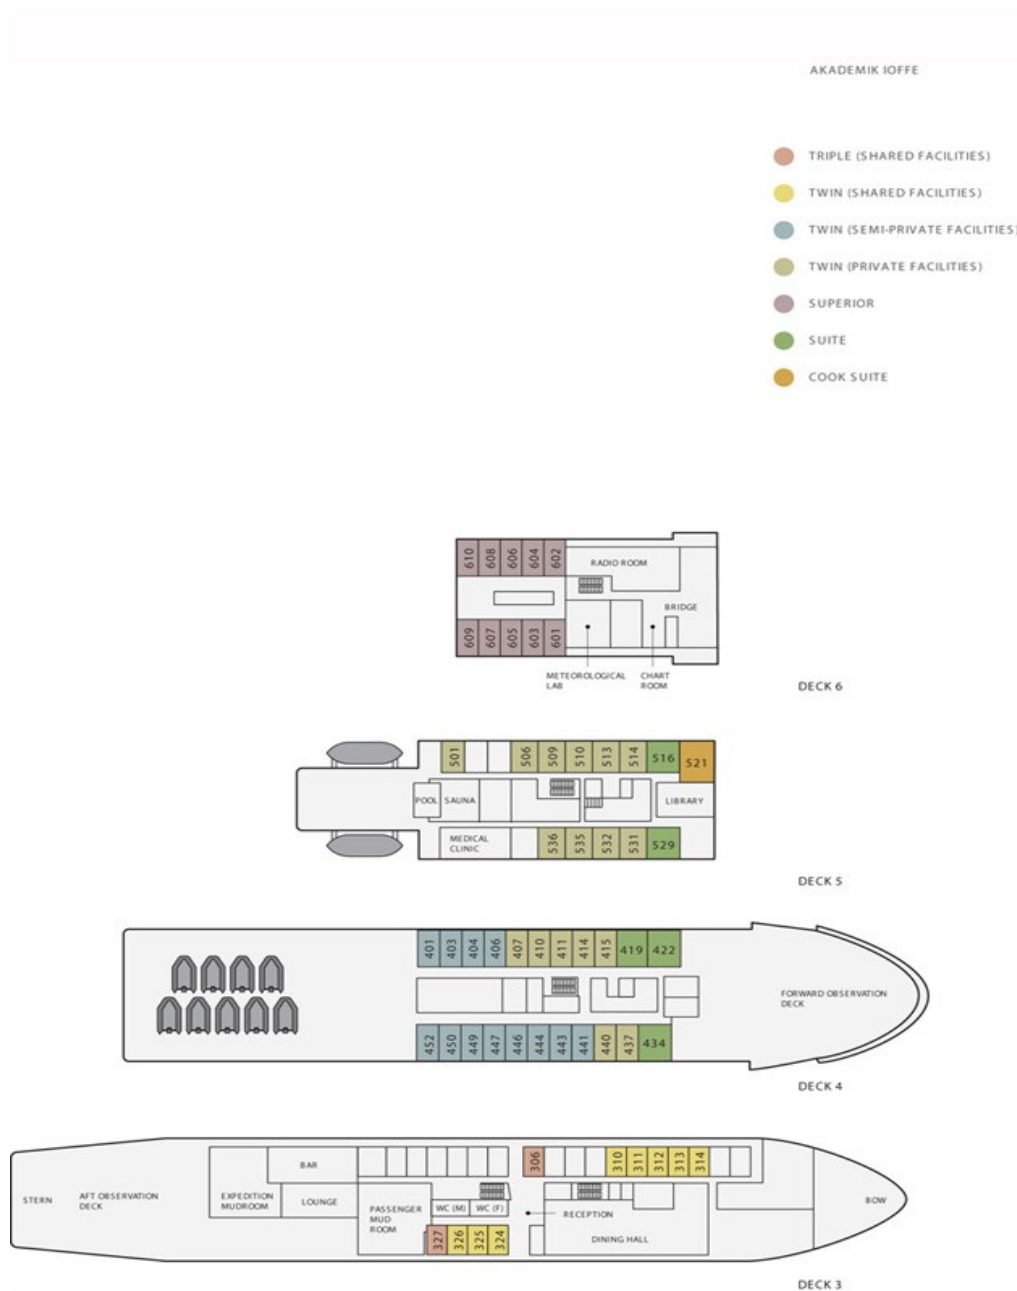 AKADEMIK IOFFE
TRIPLE (SHARED FACILITIES)
TWIN (SHARED FACILITIES)
TWIN (SEMI-PRIVATE FACILITIES)
TWIN (PRIVATE FACILITIES)
SUPERIOR
SUITE
COOK SUITE
610 608 606 604 602
RADIO ROOM
BRIDGE
609 607 605 603 601
METEOROLOGICAL
LAB
CHART
ROOM
DECK 6
501 506 509 510 513 514 516 521
POOL SAUNA LIBRARY
MEDICAL
CLINIC
536 535 532 531 529
DECK 5
401 403 404 406 407 410 411 414 415 419 422
FORWARD OBSERVATION
DECK
452 450 449 447 446 444 443 441 440 437 434
DECK 4
306 310 311 312 313 314
BAR
STERN
AFT OBSERVATION
DECK
EXPEDITION
MUDROOM
LOUNGE
PASSENGER
MUD
ROOM
WC (M) WC (F)
RECEPTION
DINING HALL
BOW
327 326 325 324
DECK 3